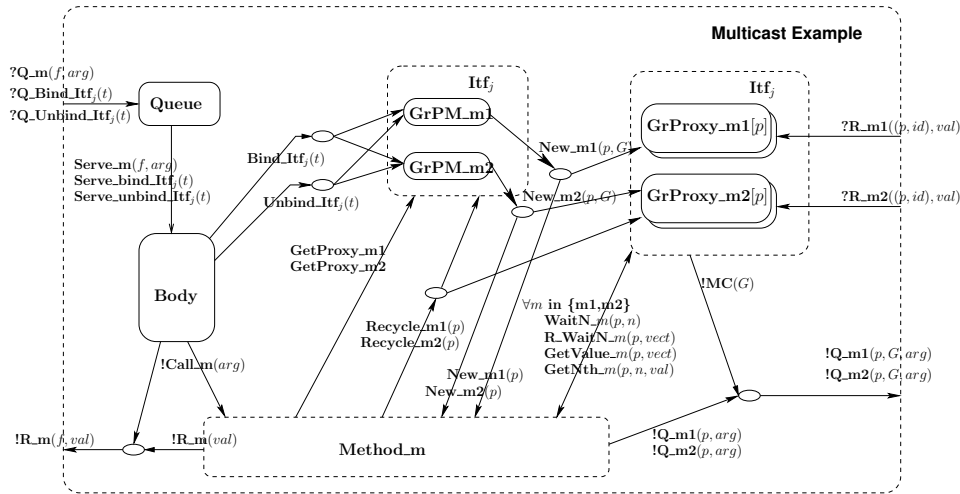 Multicast Example
?Q_m(f, arg)
?Q_Bind_Itf_j(t)
?Q_Unbind_Itf_j(t)
Queue
Serve_m(f, arg)
Serve_bind_Itf_j(t)
Serve_unbind_Itf_j(t)
Body
Bind_Itf_j(t)
Unbind_Itf_j(t)
Itf_j
GrPM_m1
GrPM_m2
New_m1(p, G)
New_m2(p, G)
Itf_j
GrProxy_m1[p]
GrProxy_m2[p]
?R_m1((p, id), val)
?R_m2((p, id), val)
GetProxy_m1
GetProxy_m2
Recycle_m1(p)
Recycle_m2(p)
New_m1(p)
New_m2(p)
∀m in {m1,m2}
WaitN_m(p, n)
R_WaitN_m(p, vect)
GetValue_m(p, vect)
GetNth_m(p, n, val)
!MC(G)
!Q_m1(p, G, arg)
!Q_m2(p, G, arg)
!Call_m(arg)
!R_m(f, val)
!R_m(val)
Method_m
!Q_m1(p, arg)
!Q_m2(p, arg)